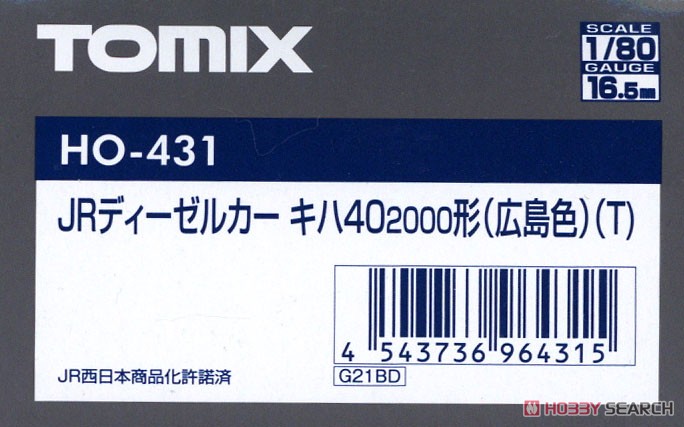 TOMIX
SCALE
1/80
GAUGE
16.5mm
HO-431
JRディーゼルカー キハ402000形(広島色)(T)
4 543736 964315
G21BD
JR西日本商品化許諾済
HOBBY SEARCH